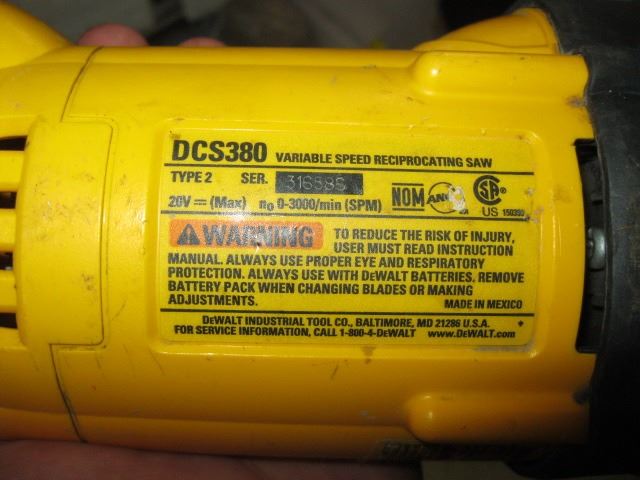 DCS380 VARIABLE SPEED RECIPROCATING SAW
TYPE 2 SER.
20V ⎓ (Max) n₀ 0-3000/min (SPM) NOM ANCE SA US 150390
WARNING TO REDUCE THE RISK OF INJURY,
USER MUST READ INSTRUCTION
MANUAL. ALWAYS USE PROPER EYE AND RESPIRATORY
PROTECTION. ALWAYS USE WITH DEWALT BATTERIES. REMOVE
BATTERY PACK WHEN CHANGING BLADES OR MAKING
ADJUSTMENTS. MADE IN MEXICO
DEWALT INDUSTRIAL TOOL CO., BALTIMORE, MD 21286 U.S.A.
FOR SERVICE INFORMATION, CALL 1-800-4-DEWALT www.DEWALT.com